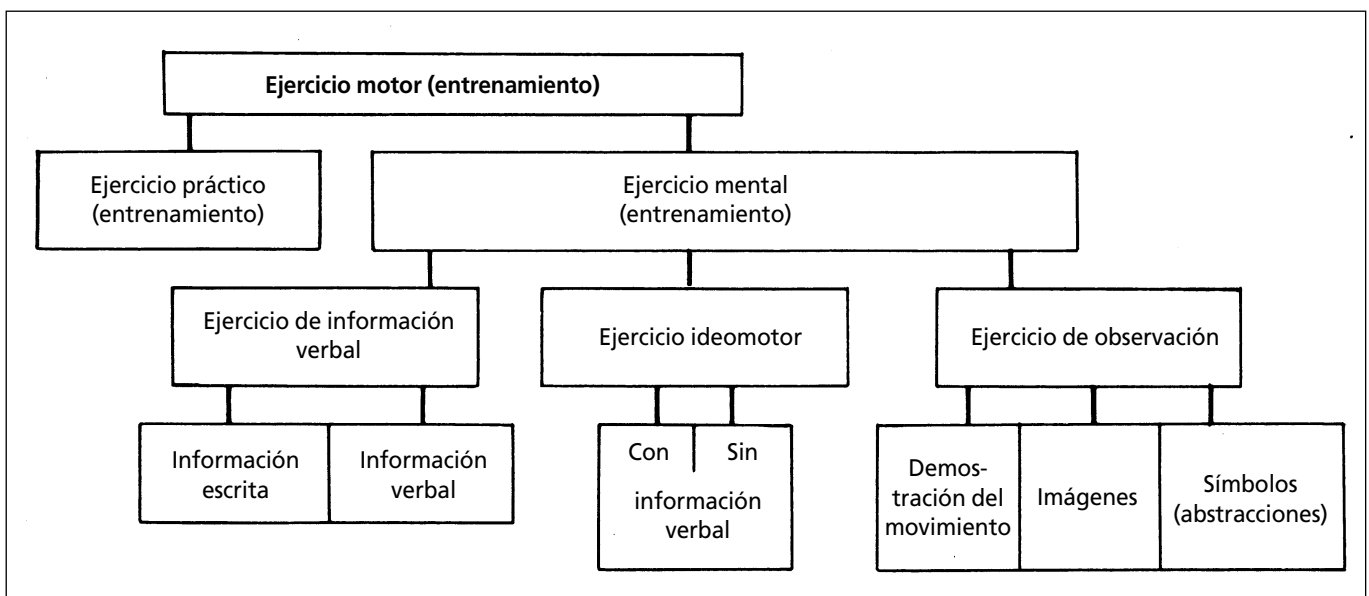 Ejercicio motor (entrenamiento)
Ejercicio práctico
(entrenamiento)
Ejercicio mental
(entrenamiento)
Ejercicio de información
verbal
Ejercicio ideomotor
Ejercicio de observación
Información
escrita
Información
verbal
Con Sin
información
verbal
Demos-
tración del
movimiento
Imágenes
Símbolos
(abstracciones)